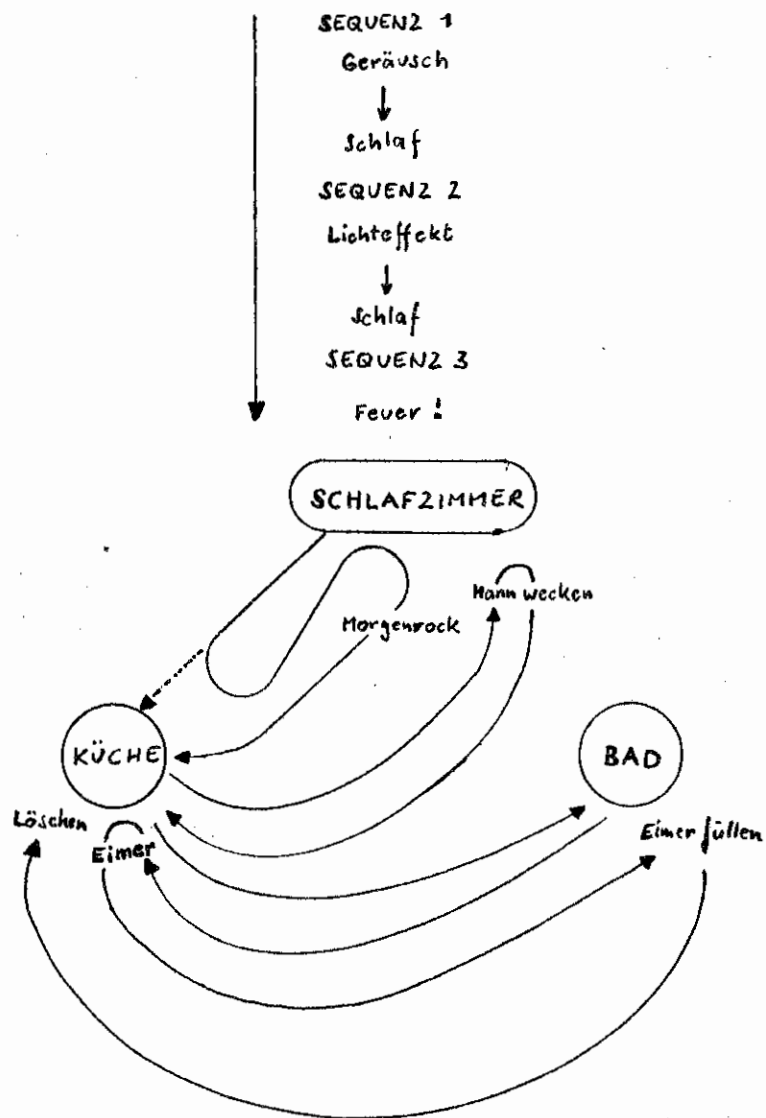 SEQUENZ 1
Geräusch
Schlaf
SEQUENZ 2
Lichteffekt
Schlaf
SEQUENZ 3
Feuer !
SCHLAFZIMMER
Mann wecken
Morgenrock
KÜCHE
BAD
Löschen
Eimer
Eimer füllen